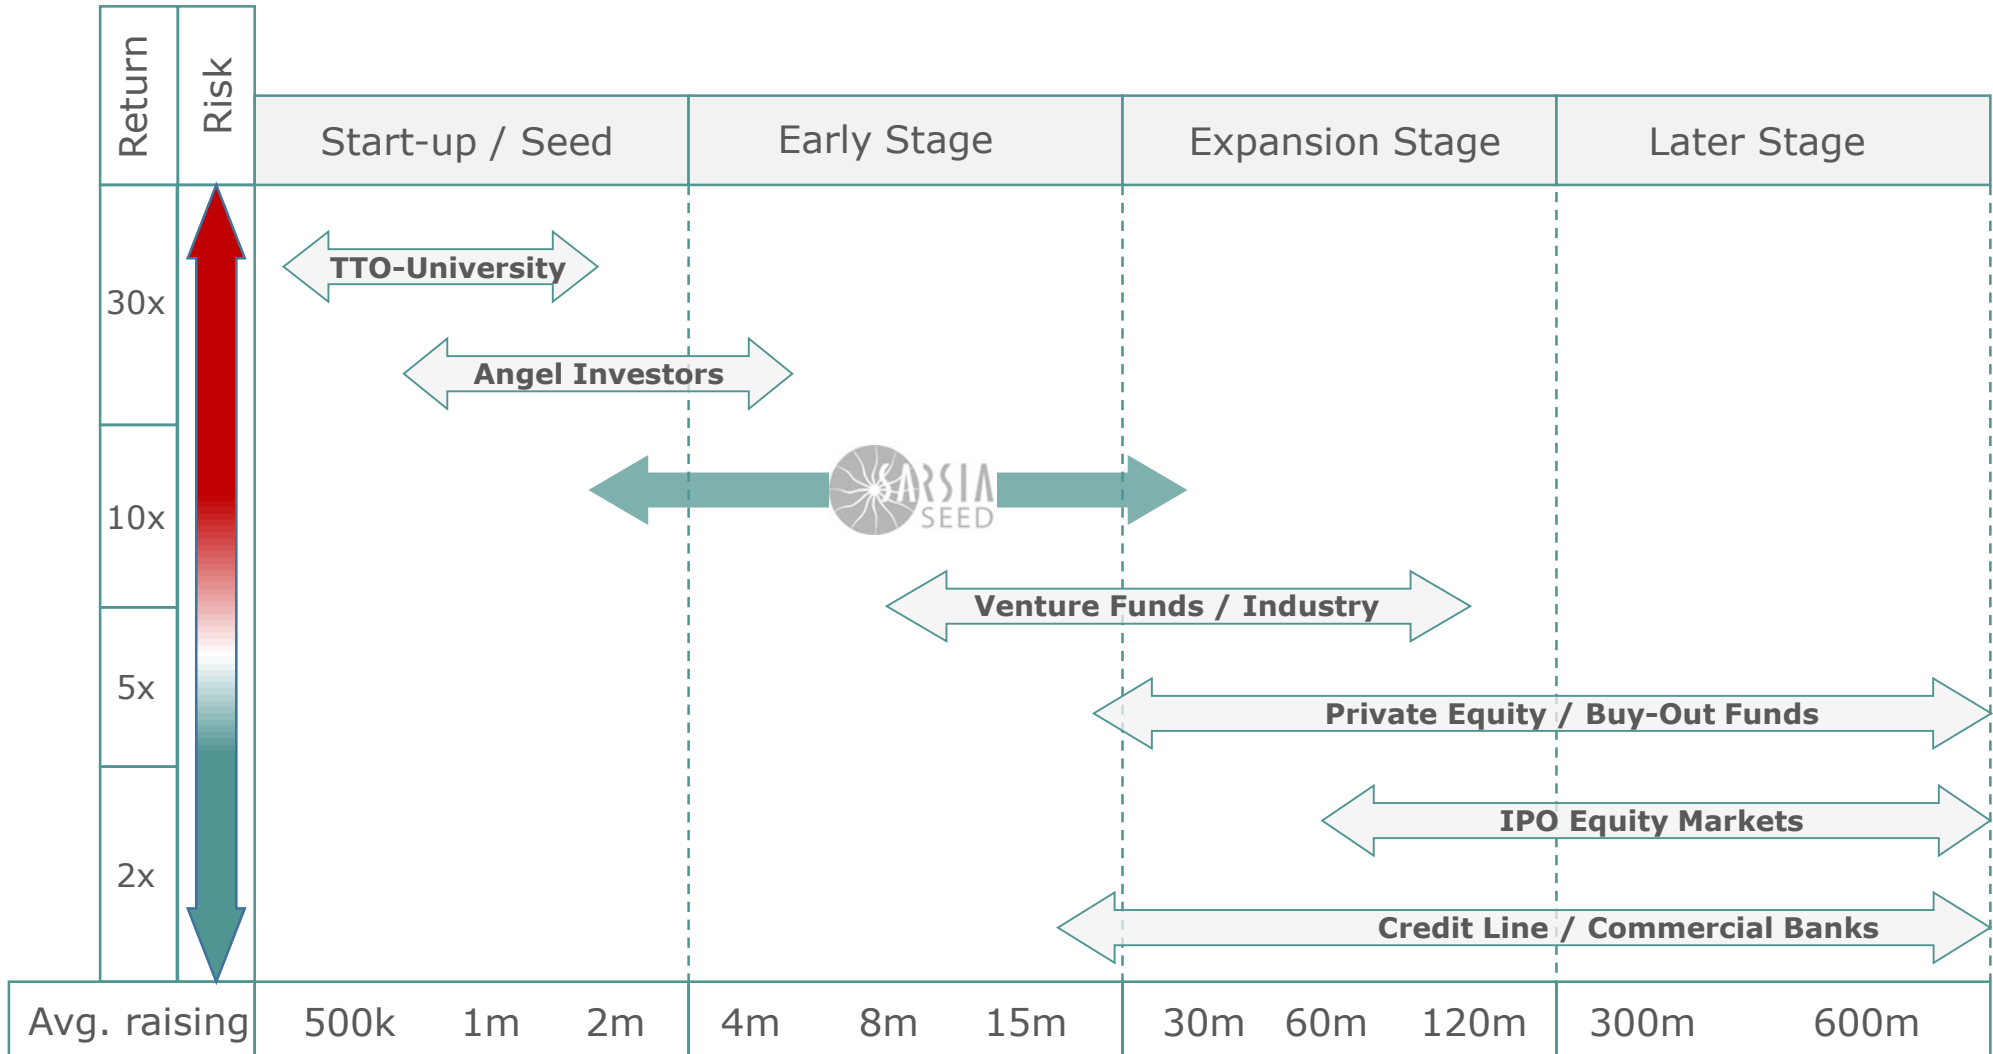 Return
Risk
Start-up / Seed
Early Stage
Expansion Stage
Later Stage
30x
TTO-University
Angel Investors
10x
SARSIA
SEED
Venture Funds / Industry
5x
Private Equity / Buy-Out Funds
IPO Equity Markets
2x
Credit Line / Commercial Banks
Avg. raising 500k 1m 2m 4m 8m 15m 30m 60m 120m 300m 600m